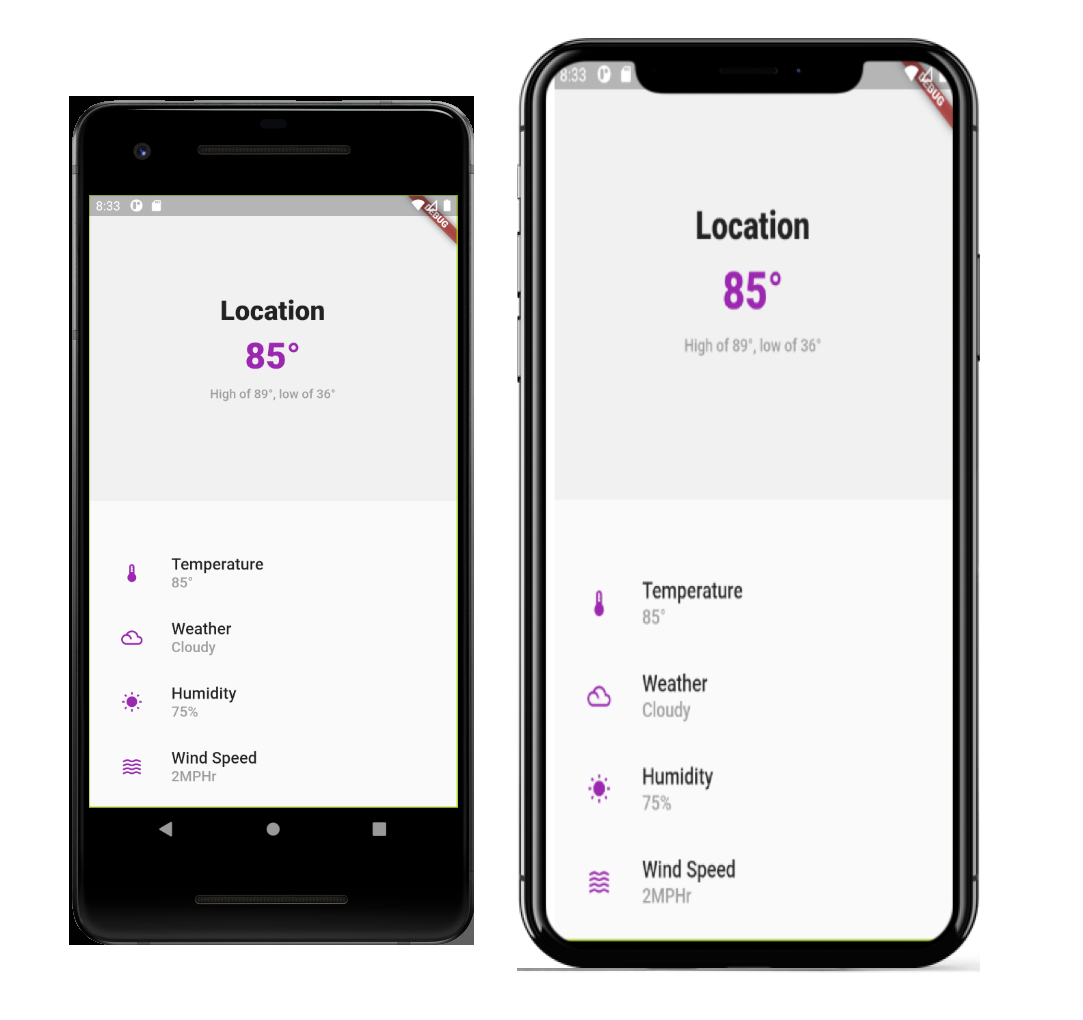 8:33
DEBUG
Location
85°
High of 89°, low of 36°
Temperature
85°
Weather
Cloudy
Humidity
75%
Wind Speed
2MPHr
8:33
DEBUG
Location
85°
High of 89°, low of 36°
Temperature
85°
Weather
Cloudy
Humidity
75%
Wind Speed
2MPHr